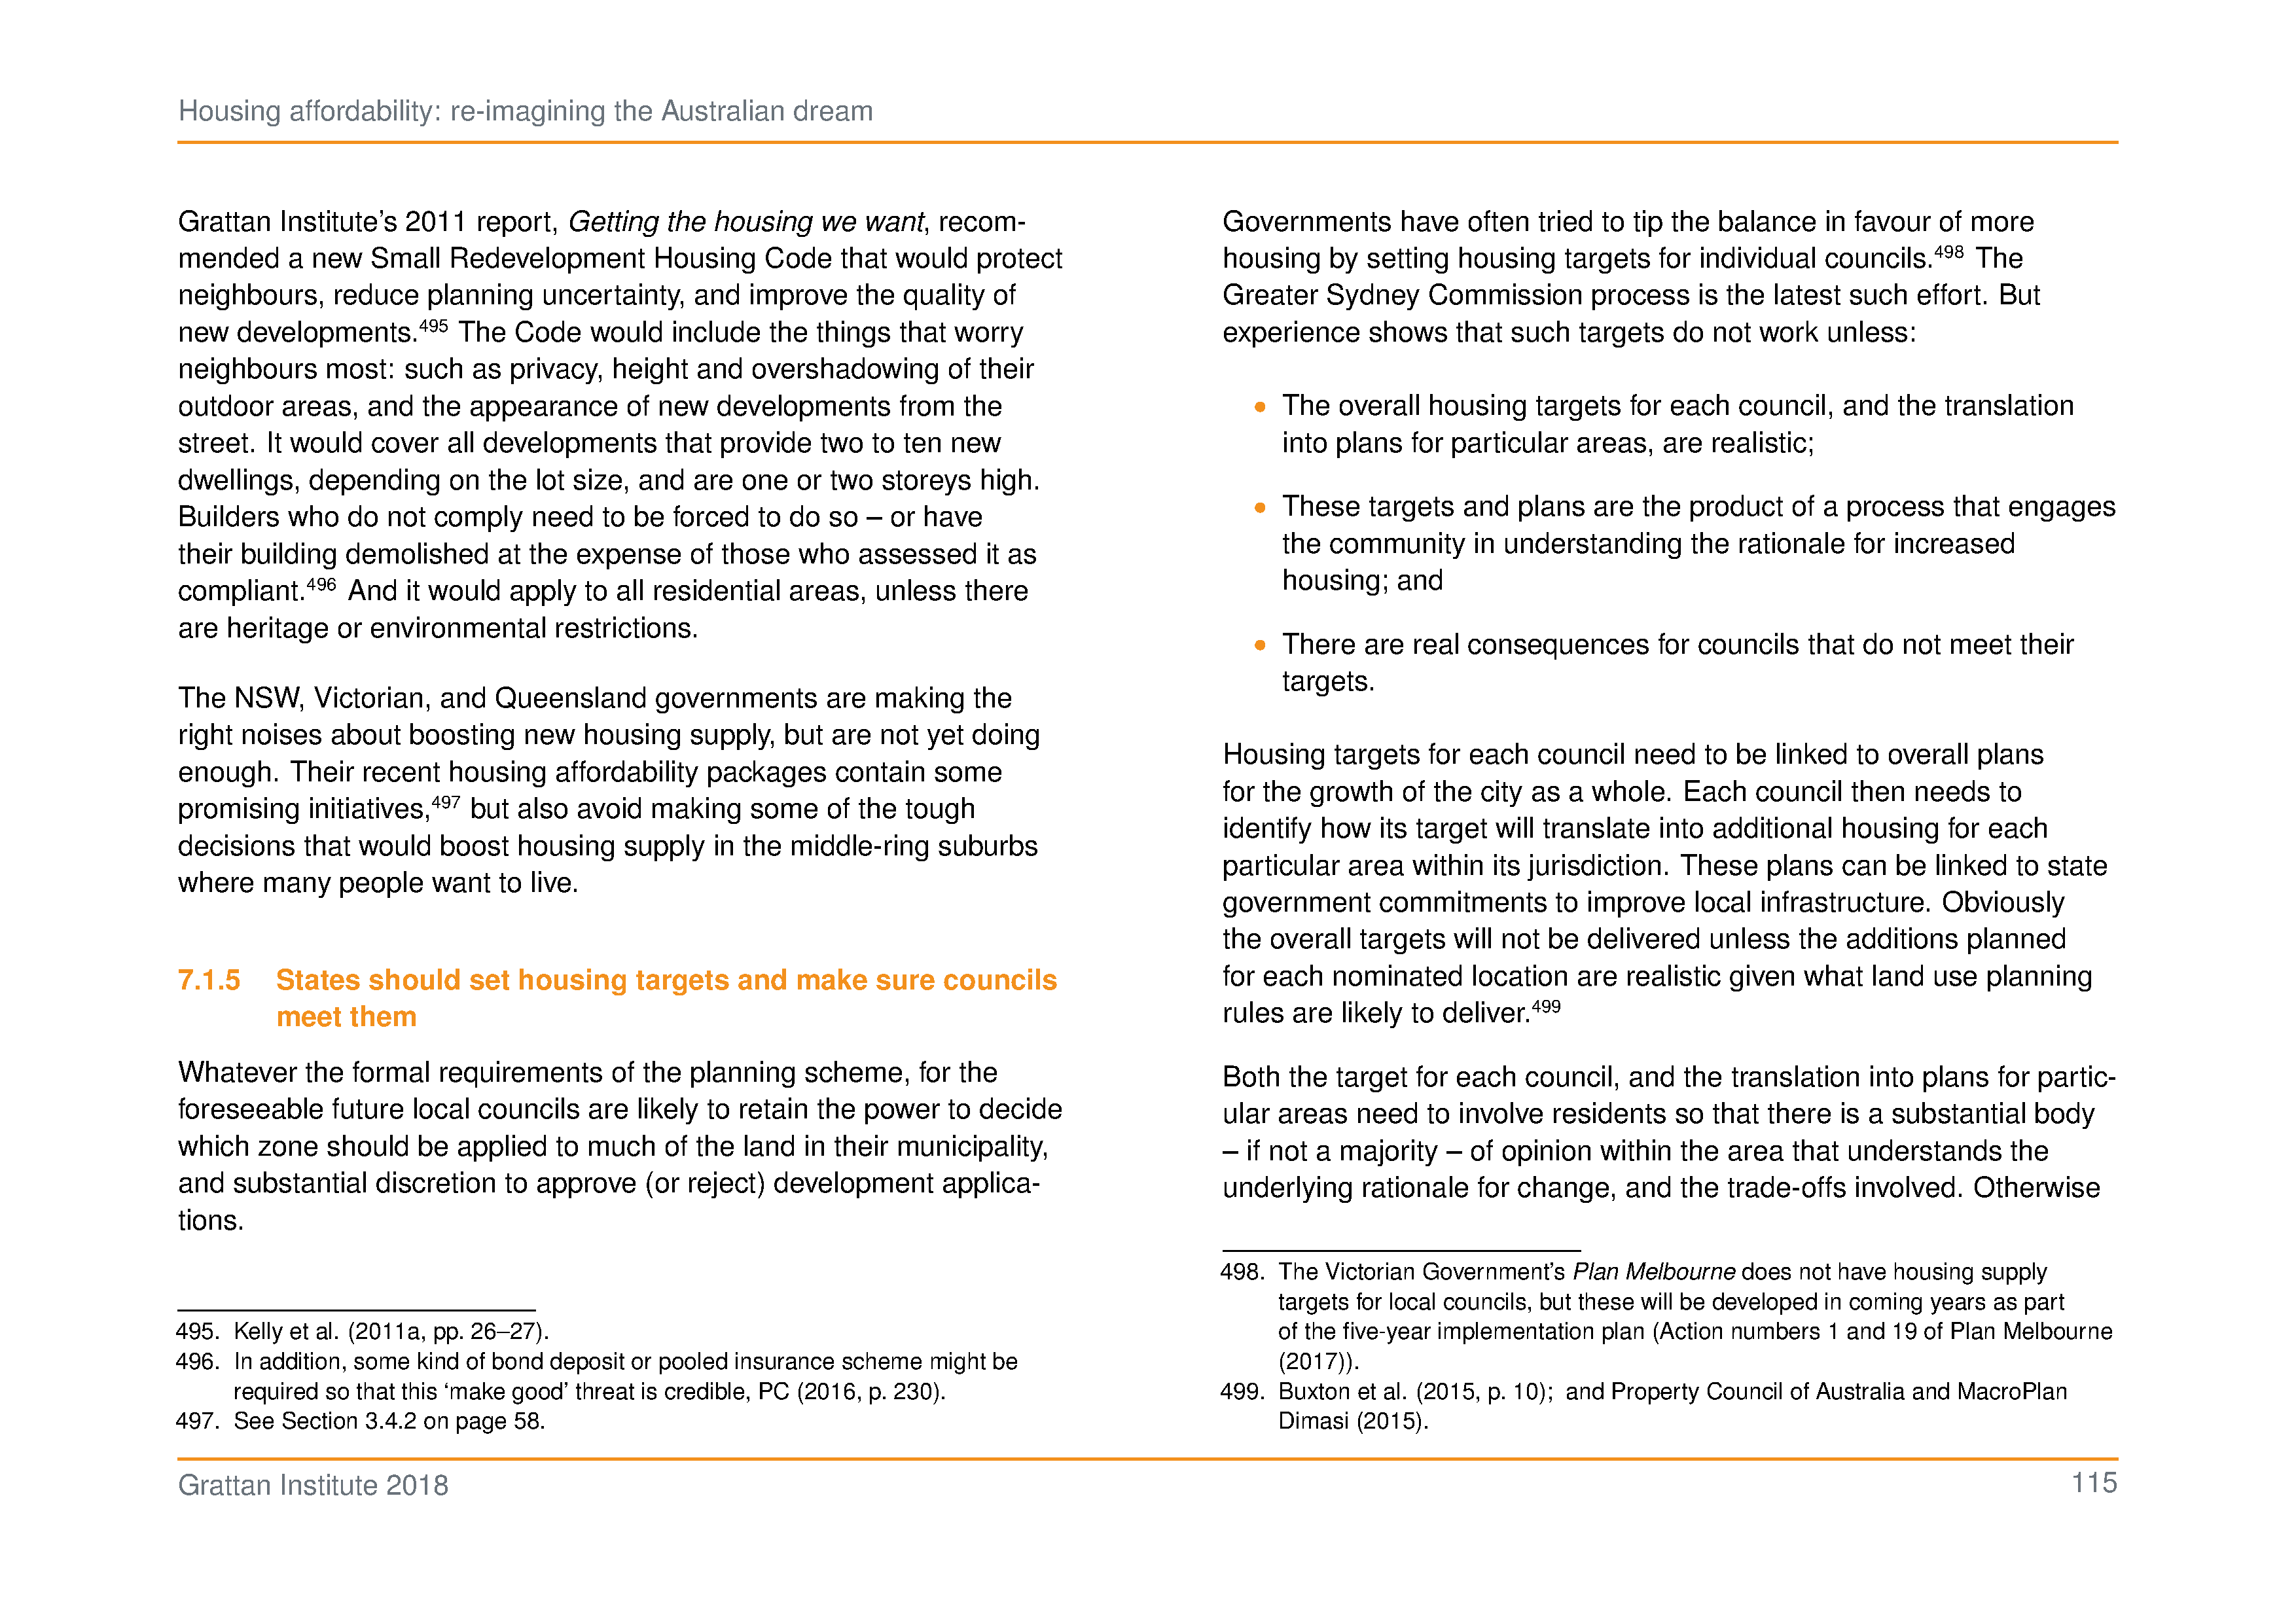 Housing affordability: re-imagining the Australian dream
Grattan Institute’s 2011 report, Getting the housing we want, recom-
mended a new Small Redevelopment Housing Code that would protect
neighbours, reduce planning uncertainty, and improve the quality of
new developments.495 The Code would include the things that worry
neighbours most: such as privacy, height and overshadowing of their
outdoor areas, and the appearance of new developments from the
street. It would cover all developments that provide two to ten new
dwellings, depending on the lot size, and are one or two storeys high.
Builders who do not comply need to be forced to do so – or have
their building demolished at the expense of those who assessed it as
compliant.496 And it would apply to all residential areas, unless there
are heritage or environmental restrictions.
The NSW, Victorian, and Queensland governments are making the
right noises about boosting new housing supply, but are not yet doing
enough. Their recent housing affordability packages contain some
promising initiatives,497 but also avoid making some of the tough
decisions that would boost housing supply in the middle-ring suburbs
where many people want to live.
7.1.5 States should set housing targets and make sure councils
meet them
Whatever the formal requirements of the planning scheme, for the
foreseeable future local councils are likely to retain the power to decide
which zone should be applied to much of the land in their municipality,
and substantial discretion to approve (or reject) development applica-
tions.
495. Kelly et al. (2011a, pp. 26–27).
496. In addition, some kind of bond deposit or pooled insurance scheme might be
required so that this ‘make good’ threat is credible, PC (2016, p. 230).
497. See Section 3.4.2 on page 58.
Governments have often tried to tip the balance in favour of more
housing by setting housing targets for individual councils.498 The
Greater Sydney Commission process is the latest such effort. But
experience shows that such targets do not work unless:
• The overall housing targets for each council, and the translation
into plans for particular areas, are realistic;
• These targets and plans are the product of a process that engages
the community in understanding the rationale for increased
housing; and
• There are real consequences for councils that do not meet their
targets.
Housing targets for each council need to be linked to overall plans
for the growth of the city as a whole. Each council then needs to
identify how its target will translate into additional housing for each
particular area within its jurisdiction. These plans can be linked to state
government commitments to improve local infrastructure. Obviously
the overall targets will not be delivered unless the additions planned
for each nominated location are realistic given what land use planning
rules are likely to deliver.499
Both the target for each council, and the translation into plans for partic-
ular areas need to involve residents so that there is a substantial body
– if not a majority – of opinion within the area that understands the
underlying rationale for change, and the trade-offs involved. Otherwise
498. The Victorian Government’s Plan Melbourne does not have housing supply
targets for local councils, but these will be developed in coming years as part
of the five-year implementation plan (Action numbers 1 and 19 of Plan Melbourne
(2017)).
499. Buxton et al. (2015, p. 10); and Property Council of Australia and MacroPlan
Dimasi (2015).
Grattan Institute 2018
115